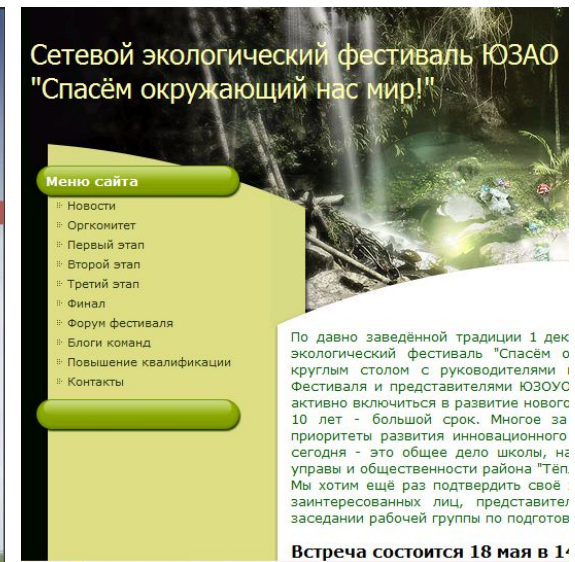 Сетевой экологический фестиваль ЮЗАО
"Спасём окружающий нас мир!"
Меню сайта
Новости
Оргкомитет
Первый этап
Второй этап
Третий этап
Финал
Форум фестиваля
Блоги команд
Повышение квалификации
Контакты
По давно заведённой традиции 1 дек
экологический фестиваль "Спасём о
круглым столом с руководителями
Фестиваля и представителями ЮЗОУО
активно включиться в развитие нового
10 лет - большой срок. Многое за
приоритеты развития инновационного
сегодня - это общее дело школы, на
управы и общественности района "Тёп
Мы хотим ещё раз подтвердить своё
заинтересованных лиц, представител
заседании рабочей группы по подготов
Встреча состоится 18 мая в 14